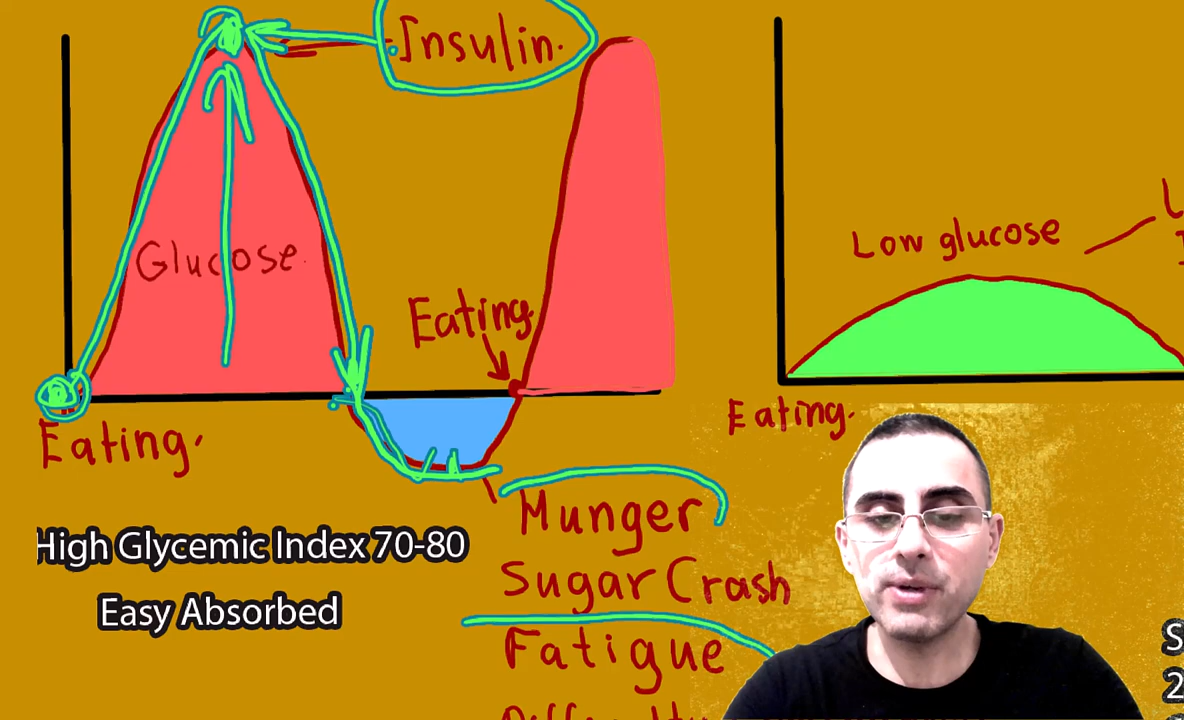 Insulin.
Glucose.
Eating.
Eating.
High Glycemic Index 70-80
Easy Absorbed
Munger
Sugar Crash
Fatigue
Low glucose
Eating.